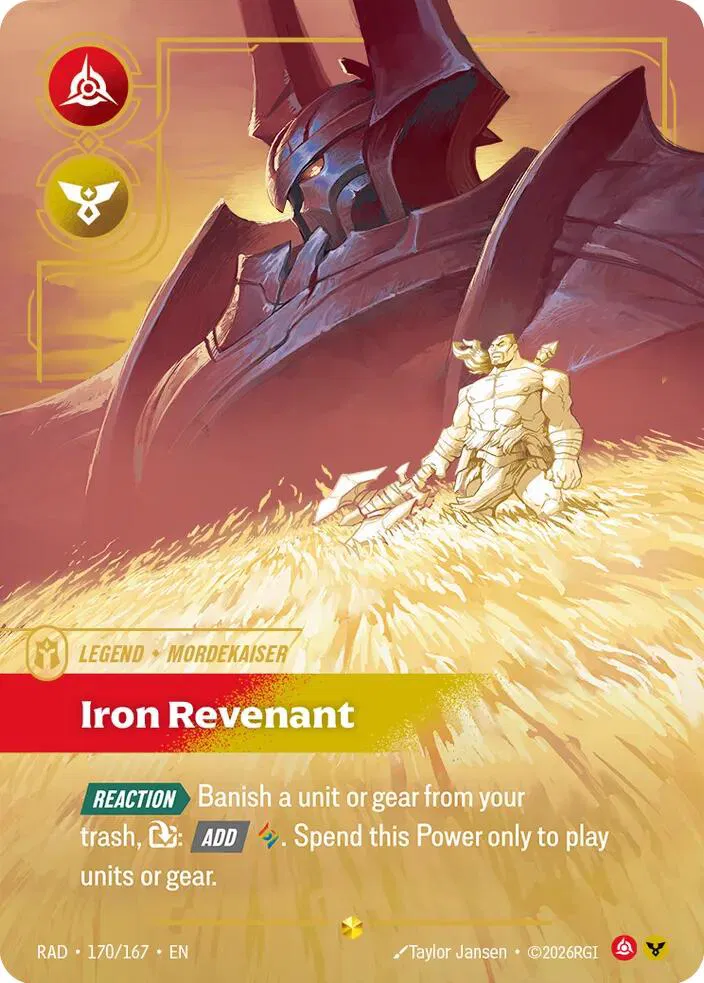 LEGEND • MORDEKAISER
Iron Revenant
REACTION Banish a unit or gear from your
trash, : ADD . Spend this Power only to play
units or gear.
RAD • 170/167 • EN
Taylor Jansen • ©2026RGI